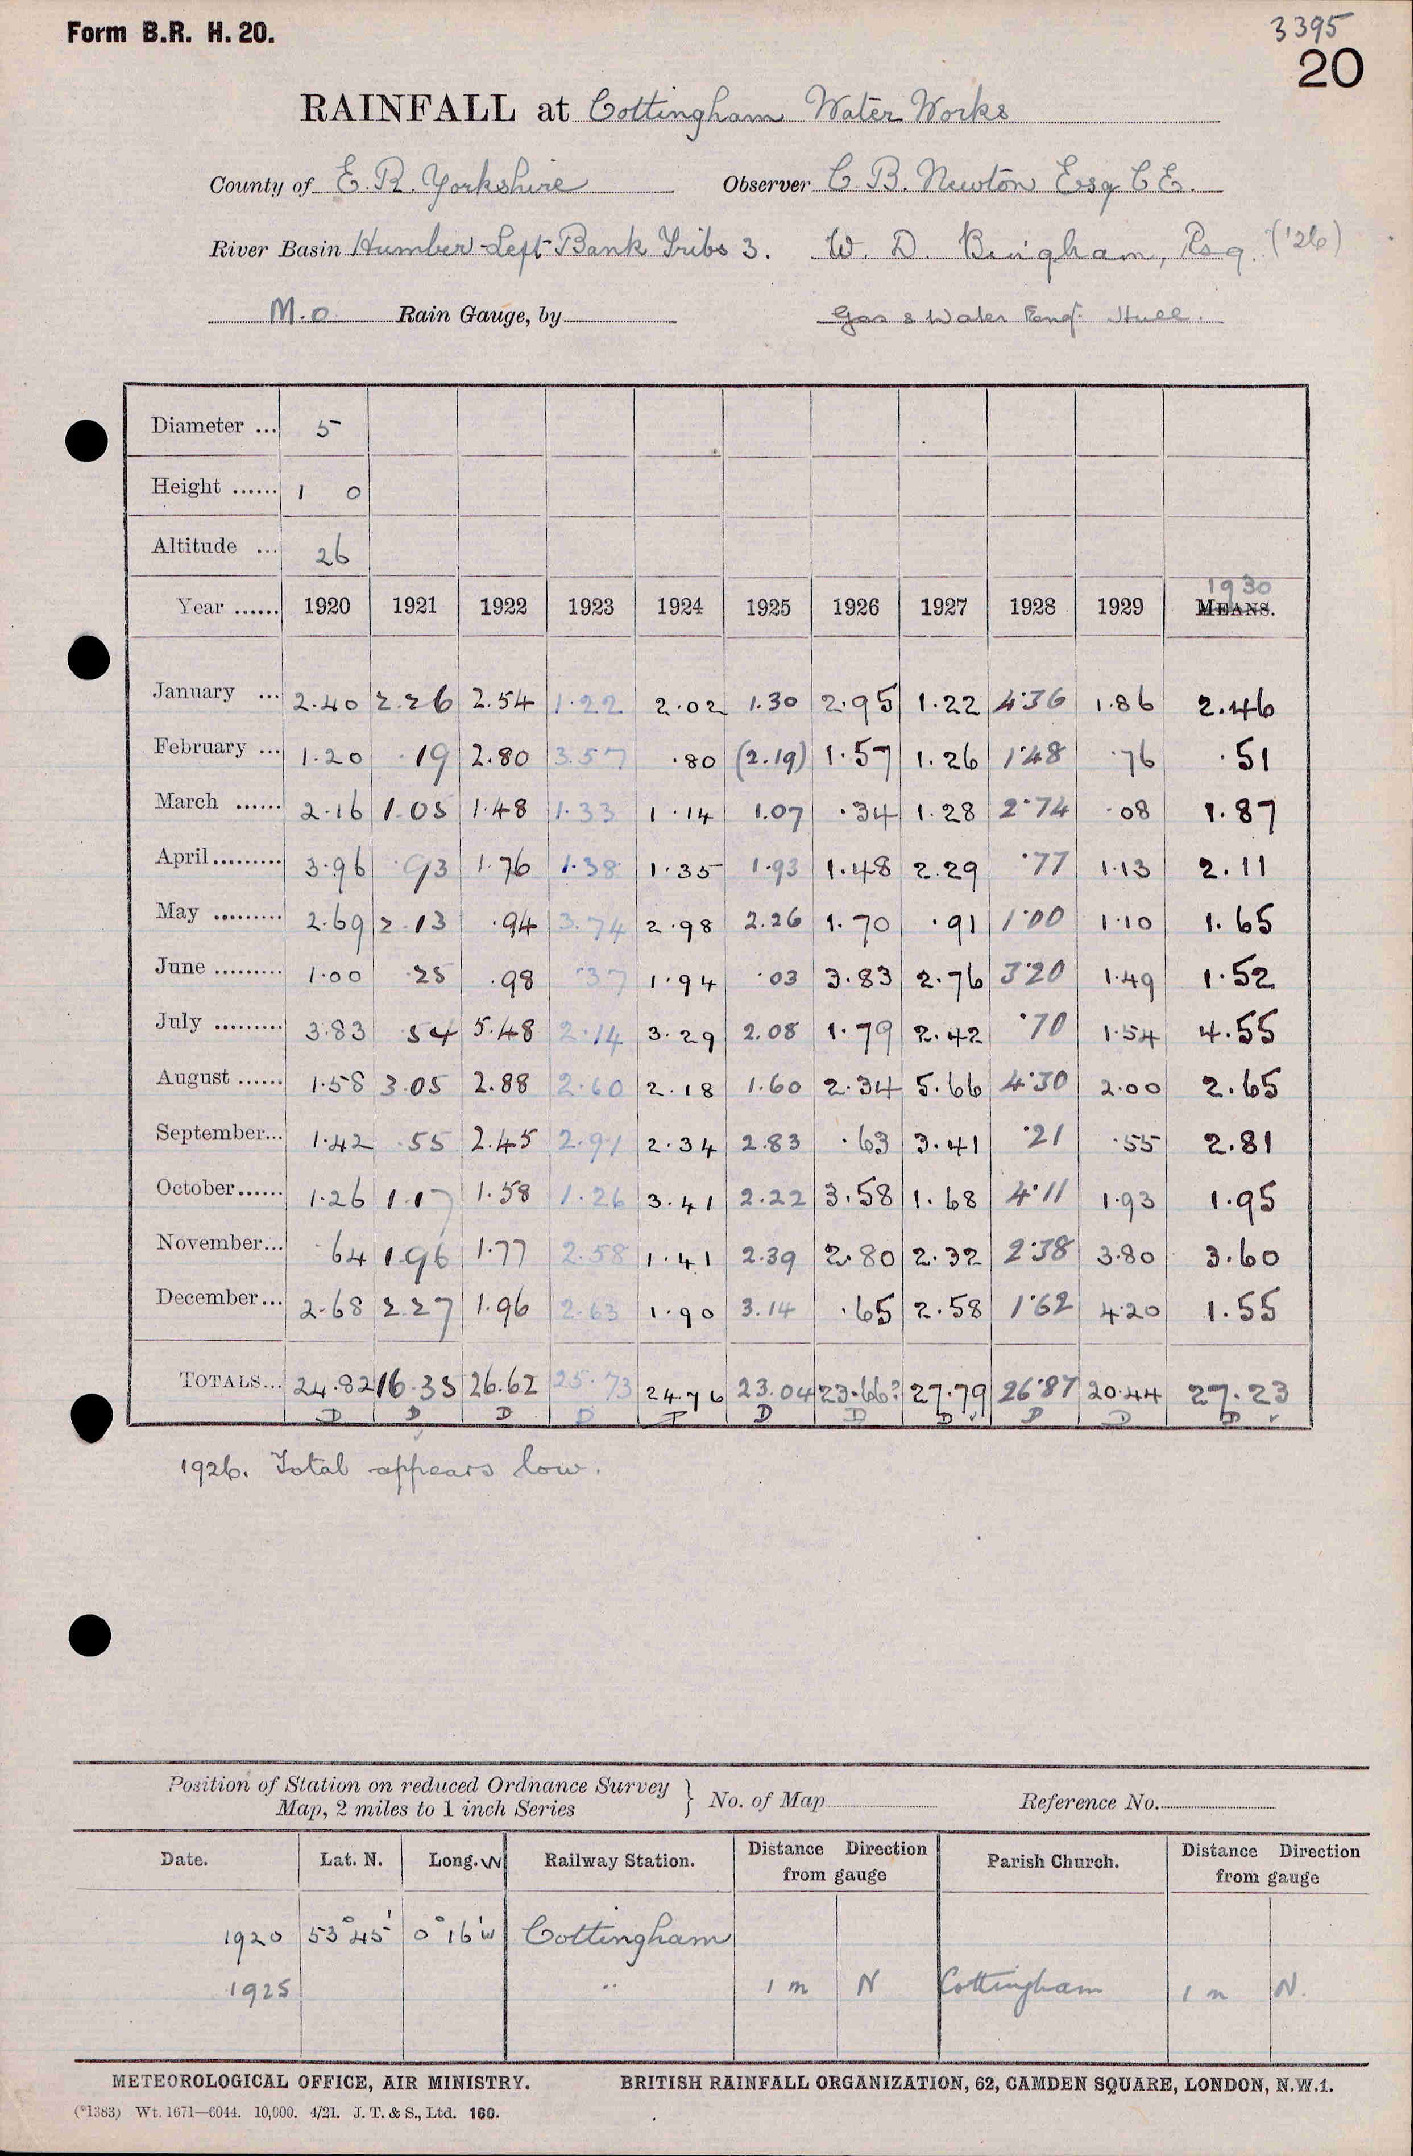 Form B.R. H. 20.
3395
20
RAINFALL at Cottingham Water Works
County of E. R. Yorkshire Observer C. B. Newton Esq C.E.
River Basin Humber Left Bank Tribs 3. W. D. Bingham, Esq. ('26)
M.O. Rain Gauge, by Gas & Water Engr. Hull.
Diameter ... 5
Height ...... 1 0
Altitude ... 26
1930
Year ...... 1920 1921 1922 1923 1924 1925 1926 1927 1928 1929 MEANS.
January ... 2.40 2.26 2.54 1.22 2.02 1.30 2.95 1.22 4.36 1.86 2.46
February ... 1.20 .19 2.80 3.57 .80 (2.19) 1.57 1.26 1.48 .76 .51
March ...... 2.16 1.05 1.48 1.33 1.14 1.07 .34 1.28 2.74 .08 1.87
April ......... 3.96 .93 1.76 1.38 1.35 1.93 1.48 2.29 .77 1.13 2.11
May ......... 2.69 2.13 .94 3.74 2.98 2.26 1.70 .91 1.00 1.10 1.65
June ......... 1.00 .25 .98 .37 1.94 .03 3.83 2.76 3.20 1.49 1.52
July ......... 3.83 .54 5.48 2.14 3.29 2.08 1.79 2.42 .70 1.54 4.55
August ...... 1.58 3.05 2.88 2.60 2.18 1.60 2.34 5.66 4.30 2.00 2.65
September... 1.42 .55 2.45 2.91 2.34 2.83 .63 3.41 .21 .55 2.81
October...... 1.26 1.17 1.58 1.26 3.41 2.22 3.58 1.68 4.11 1.93 1.95
November... .64 1.96 1.77 2.58 1.41 2.39 2.80 2.32 2.38 3.80 3.60
December... 2.68 2.27 1.96 2.63 1.90 3.14 .65 2.58 1.62 4.20 1.55
TOTALS... 24.82 16.35 26.62 25.73 24.76 23.04 23.66? 27.79 26.87 20.44 27.23
D D D D D D D D D D
1926. Total appears low.
Position of Station on reduced Ordnance Survey
Map, 2 miles to 1 inch Series } No. of Map Reference No.
Date. Lat. N. Long. W Railway Station. Distance Direction from gauge Parish Church. Distance Direction from gauge
1920 53° 45' 0° 16' W Cottingham
1925 " 1 m N Cottingham 1 m N.
METEOROLOGICAL OFFICE, AIR MINISTRY. BRITISH RAINFALL ORGANIZATION, 62, CAMDEN SQUARE, LONDON, N.W.1.
(*1383) Wt. 1671—6044. 10,000. 4/21. J. T. & S., Ltd. 160.